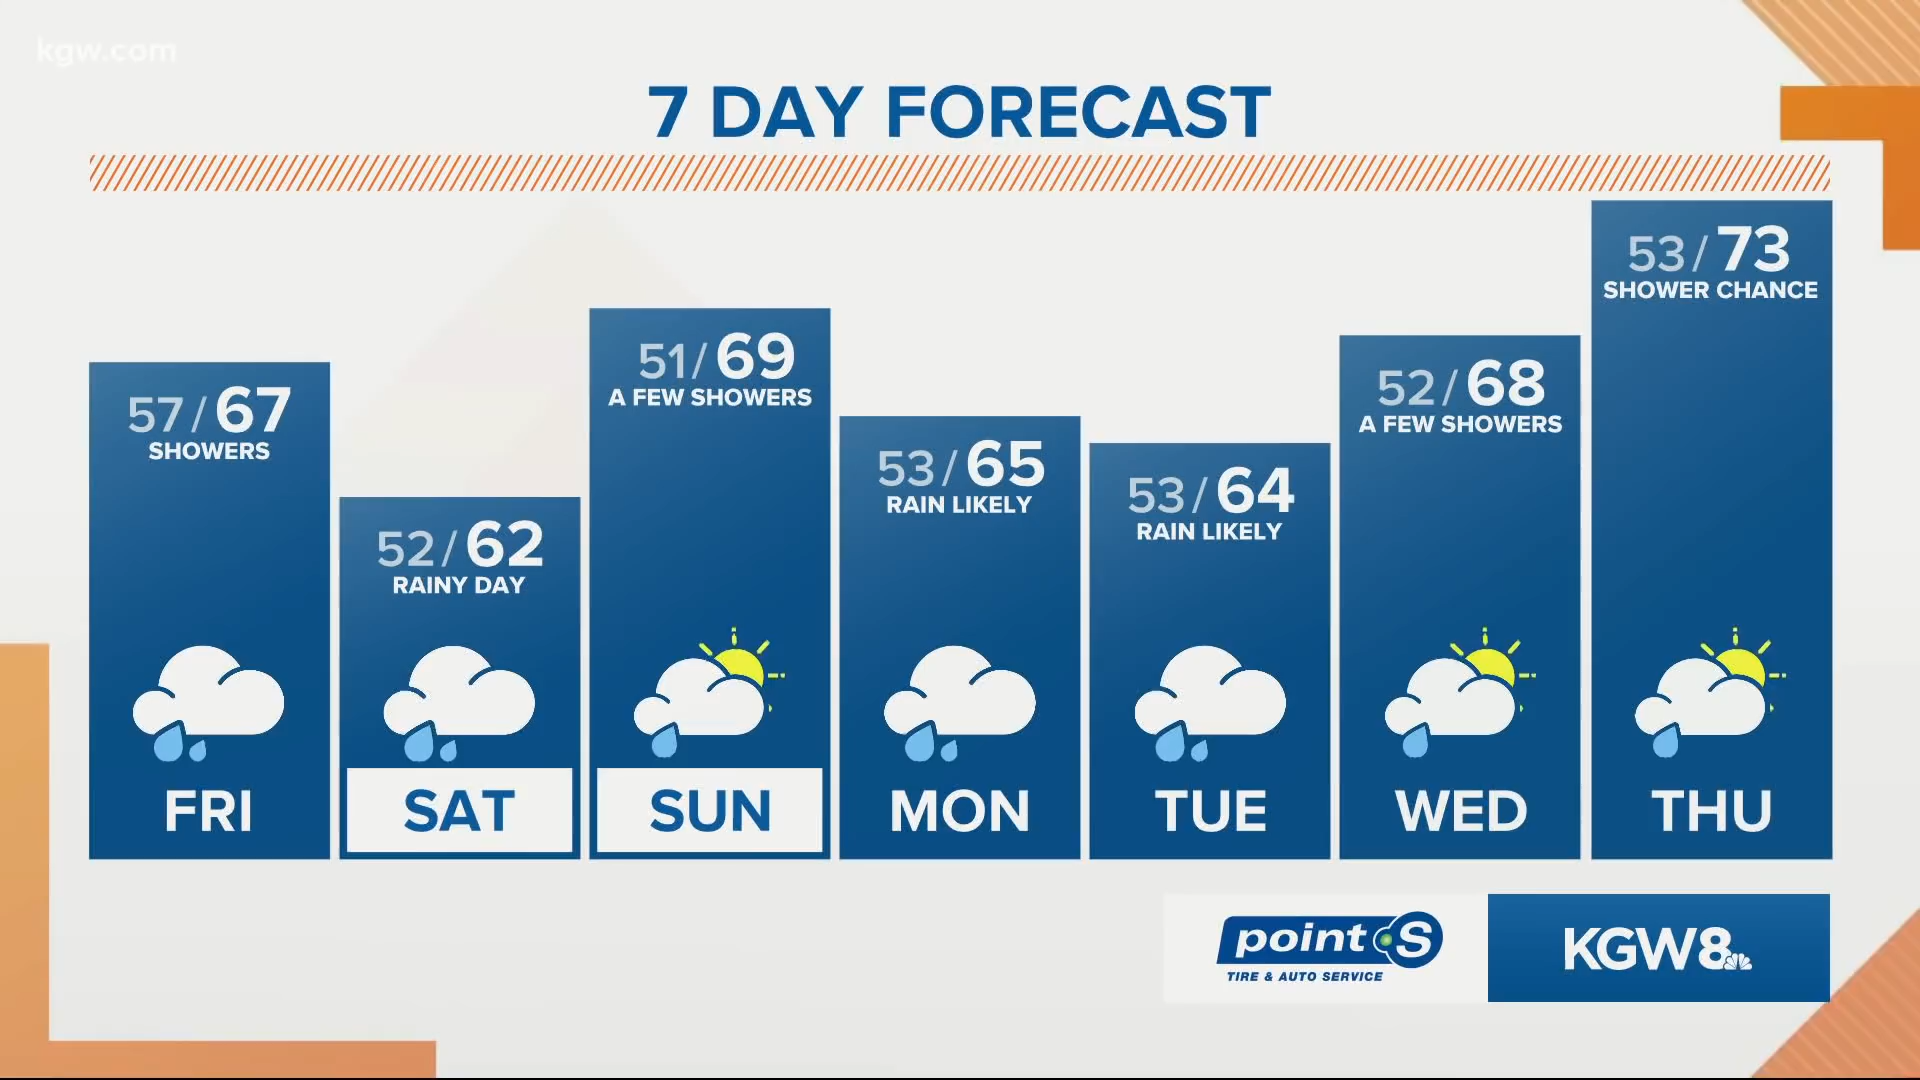 kgw.com
7 DAY FORECAST
57/67
SHOWERS
FRI
52/62
RAINY DAY
SAT
51/69
A FEW SHOWERS
SUN
53/65
RAIN LIKELY
MON
53/64
RAIN LIKELY
TUE
52/68
A FEW SHOWERS
WED
53/73
SHOWER CHANCE
THU
point S
TIRE & AUTO SERVICE
KGW8